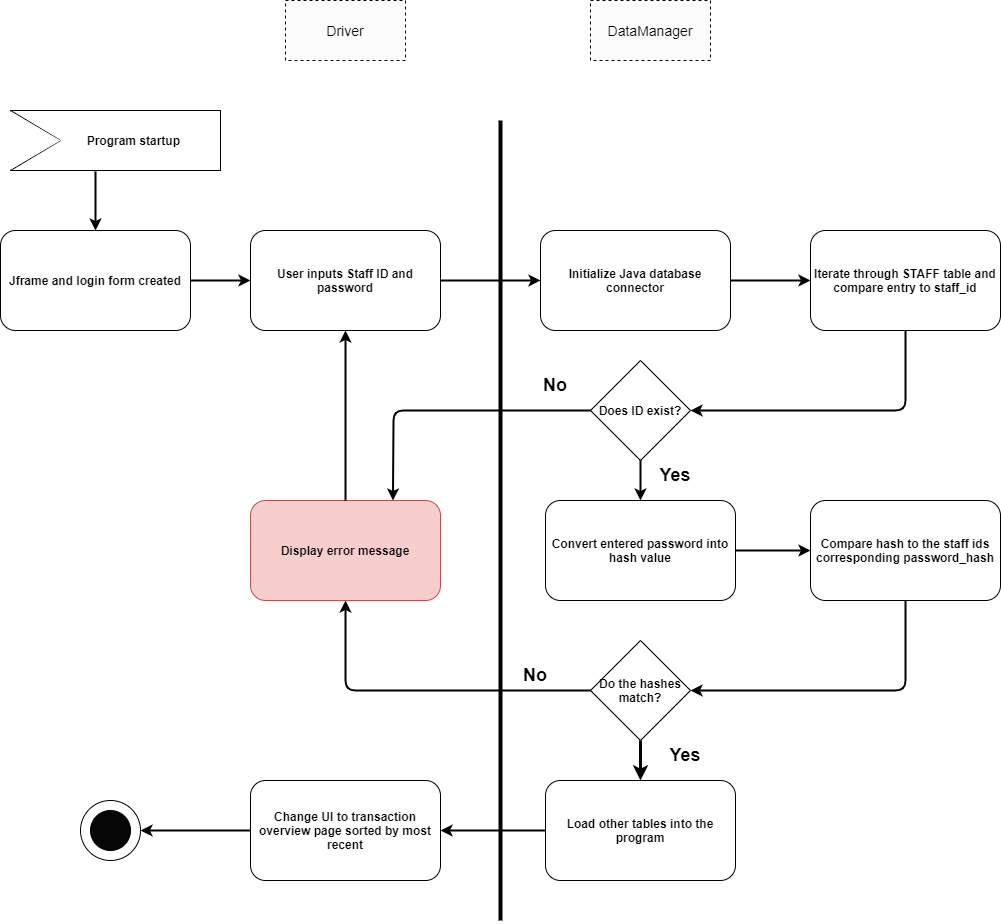 Driver
DataManager
Program startup
Jframe and login form created
User inputs Staff ID and
password
Initialize Java database
connector
Iterate through STAFF table and
compare entry to staff_id
No
Does ID exist?
Yes
Display error message
Convert entered password into
hash value
Compare hash to the staff ids
corresponding password_hash
No
Do the hashes
match?
Yes
Change UI to transaction
overview page sorted by most
recent
Load other tables into the
program